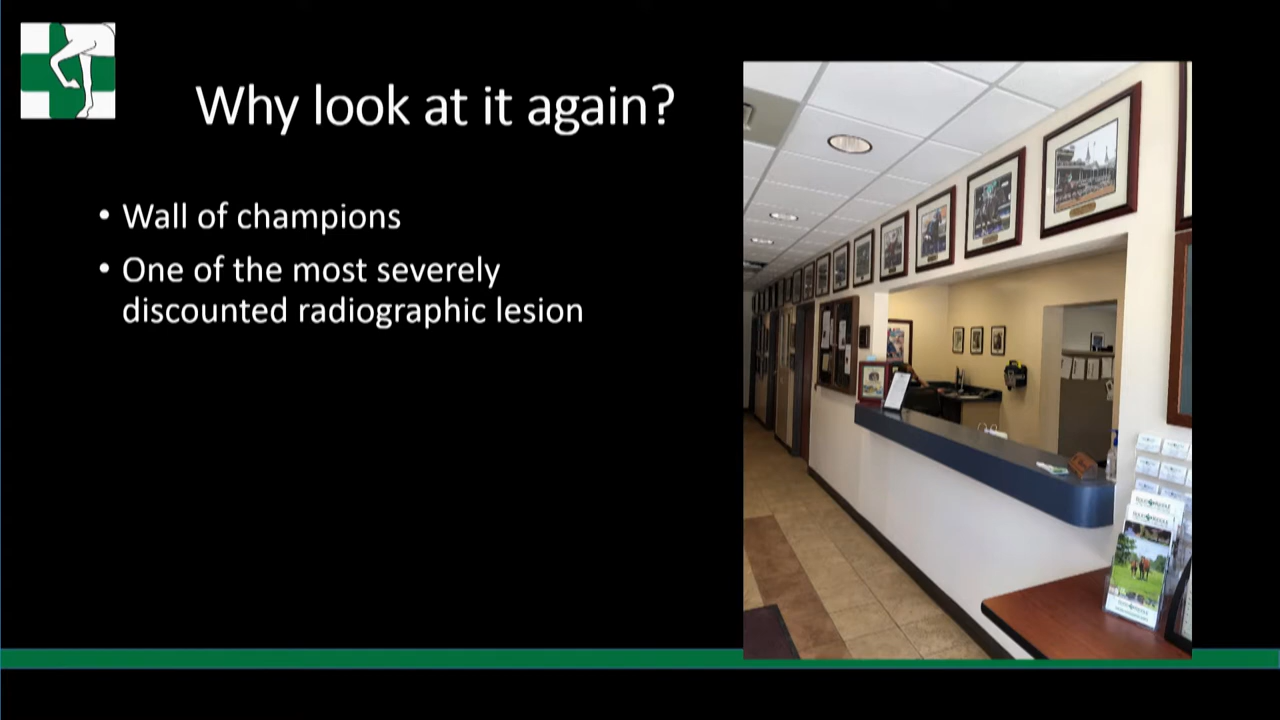 Why look at it again?
• Wall of champions
• One of the most severely
discounted radiographic lesion